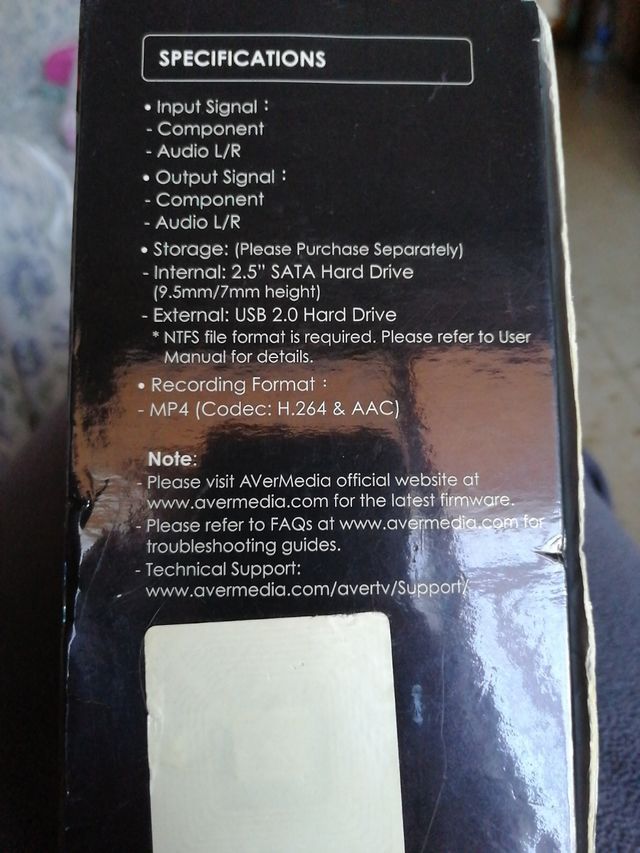 SPECIFICATIONS
• Input Signal :
- Component
- Audio L/R
• Output Signal :
- Component
- Audio L/R
• Storage: (Please Purchase Separately)
- Internal: 2.5" SATA Hard Drive
(9.5mm/7mm height)
- External: USB 2.0 Hard Drive
* NTFS file format is required. Please refer to User
Manual for details.
• Recording Format :
- MP4 (Codec: H.264 & AAC)
Note:
- Please visit AVerMedia official website at
www.avermedia.com for the latest firmware.
- Please refer to FAQs at www.avermedia.com for
troubleshooting guides.
- Technical Support:
www.avermedia.com/avertv/Support/